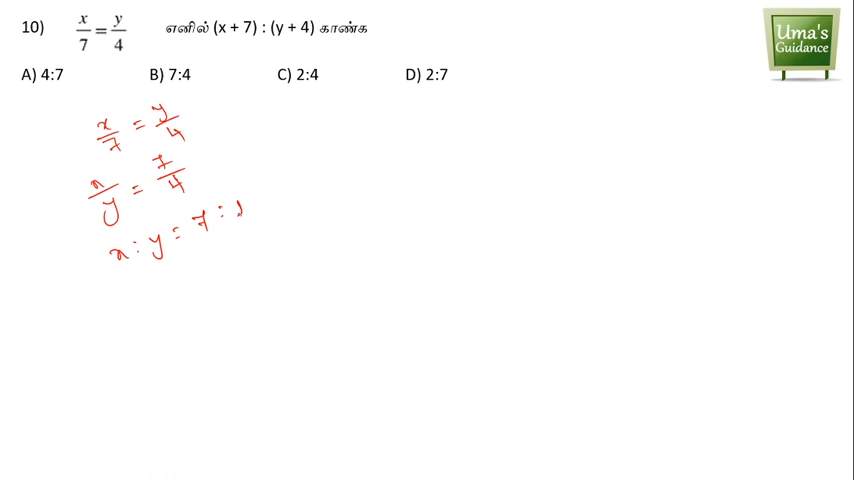 10) x/7 = y/4 எனில் (x + 7) : (y + 4) காண்க
Uma's
Guidance
A) 4:7 B) 7:4 C) 2:4 D) 2:7
x/7 = y/4
x/y = 7/4
x : y = 7 :